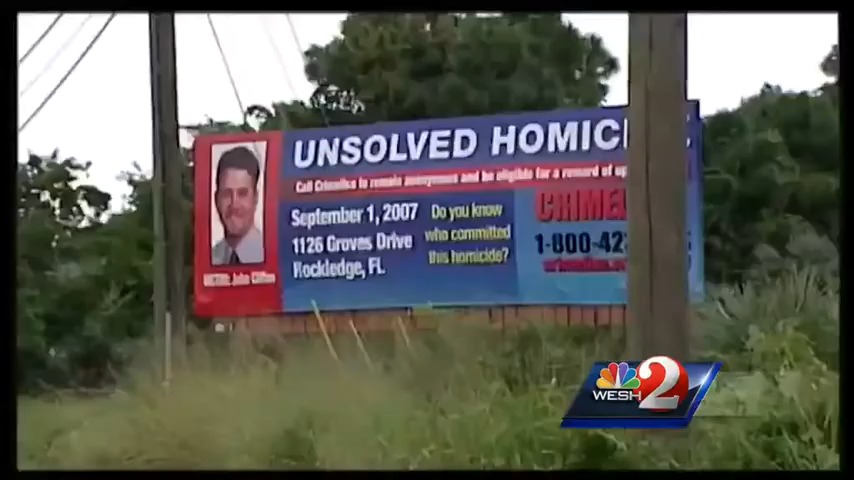 UNSOLVED HOMIC
Call Crimeline to remain anonymous and be eligible for a reward of up
September 1, 2007
1126 Groves Drive
Rockledge, FL
Do you know
who committed
this homicide?
CRIMEL
1-800-42
VICTIM: John Clifton
WESH 2